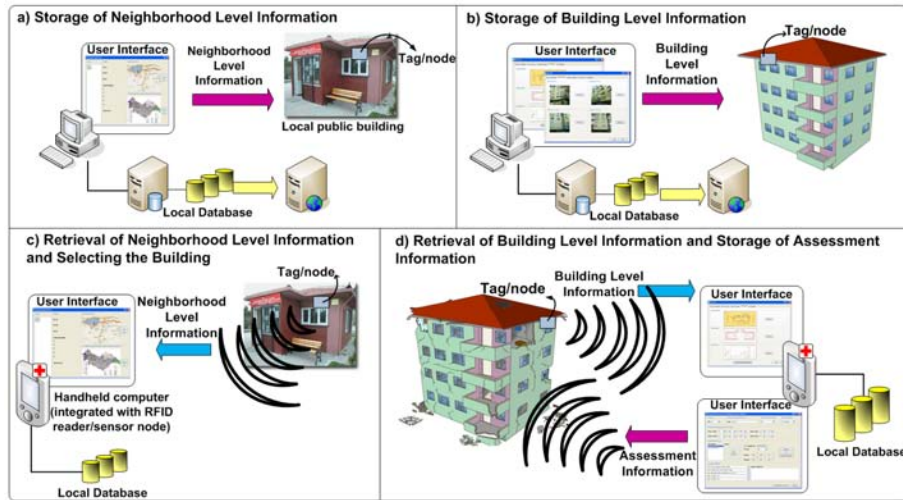 a) Storage of Neighborhood Level Information
User Interface
Neighborhood
Level
Information
Tag/node
Local public building
Local Database
b) Storage of Building Level Information
User Interface
Building
Level
Information
Tag/node
Local Database
c) Retrieval of Neighborhood Level Information
and Selecting the Building
Tag/node
User Interface
Neighborhood
Level
Information
Handheld computer
(integrated with RFID
reader/sensor node)
Local Database
d) Retrieval of Building Level Information and Storage of Assessment
Information
Building Level
Information
Tag/node
User Interface
User Interface
Assessment
Information
Local Database